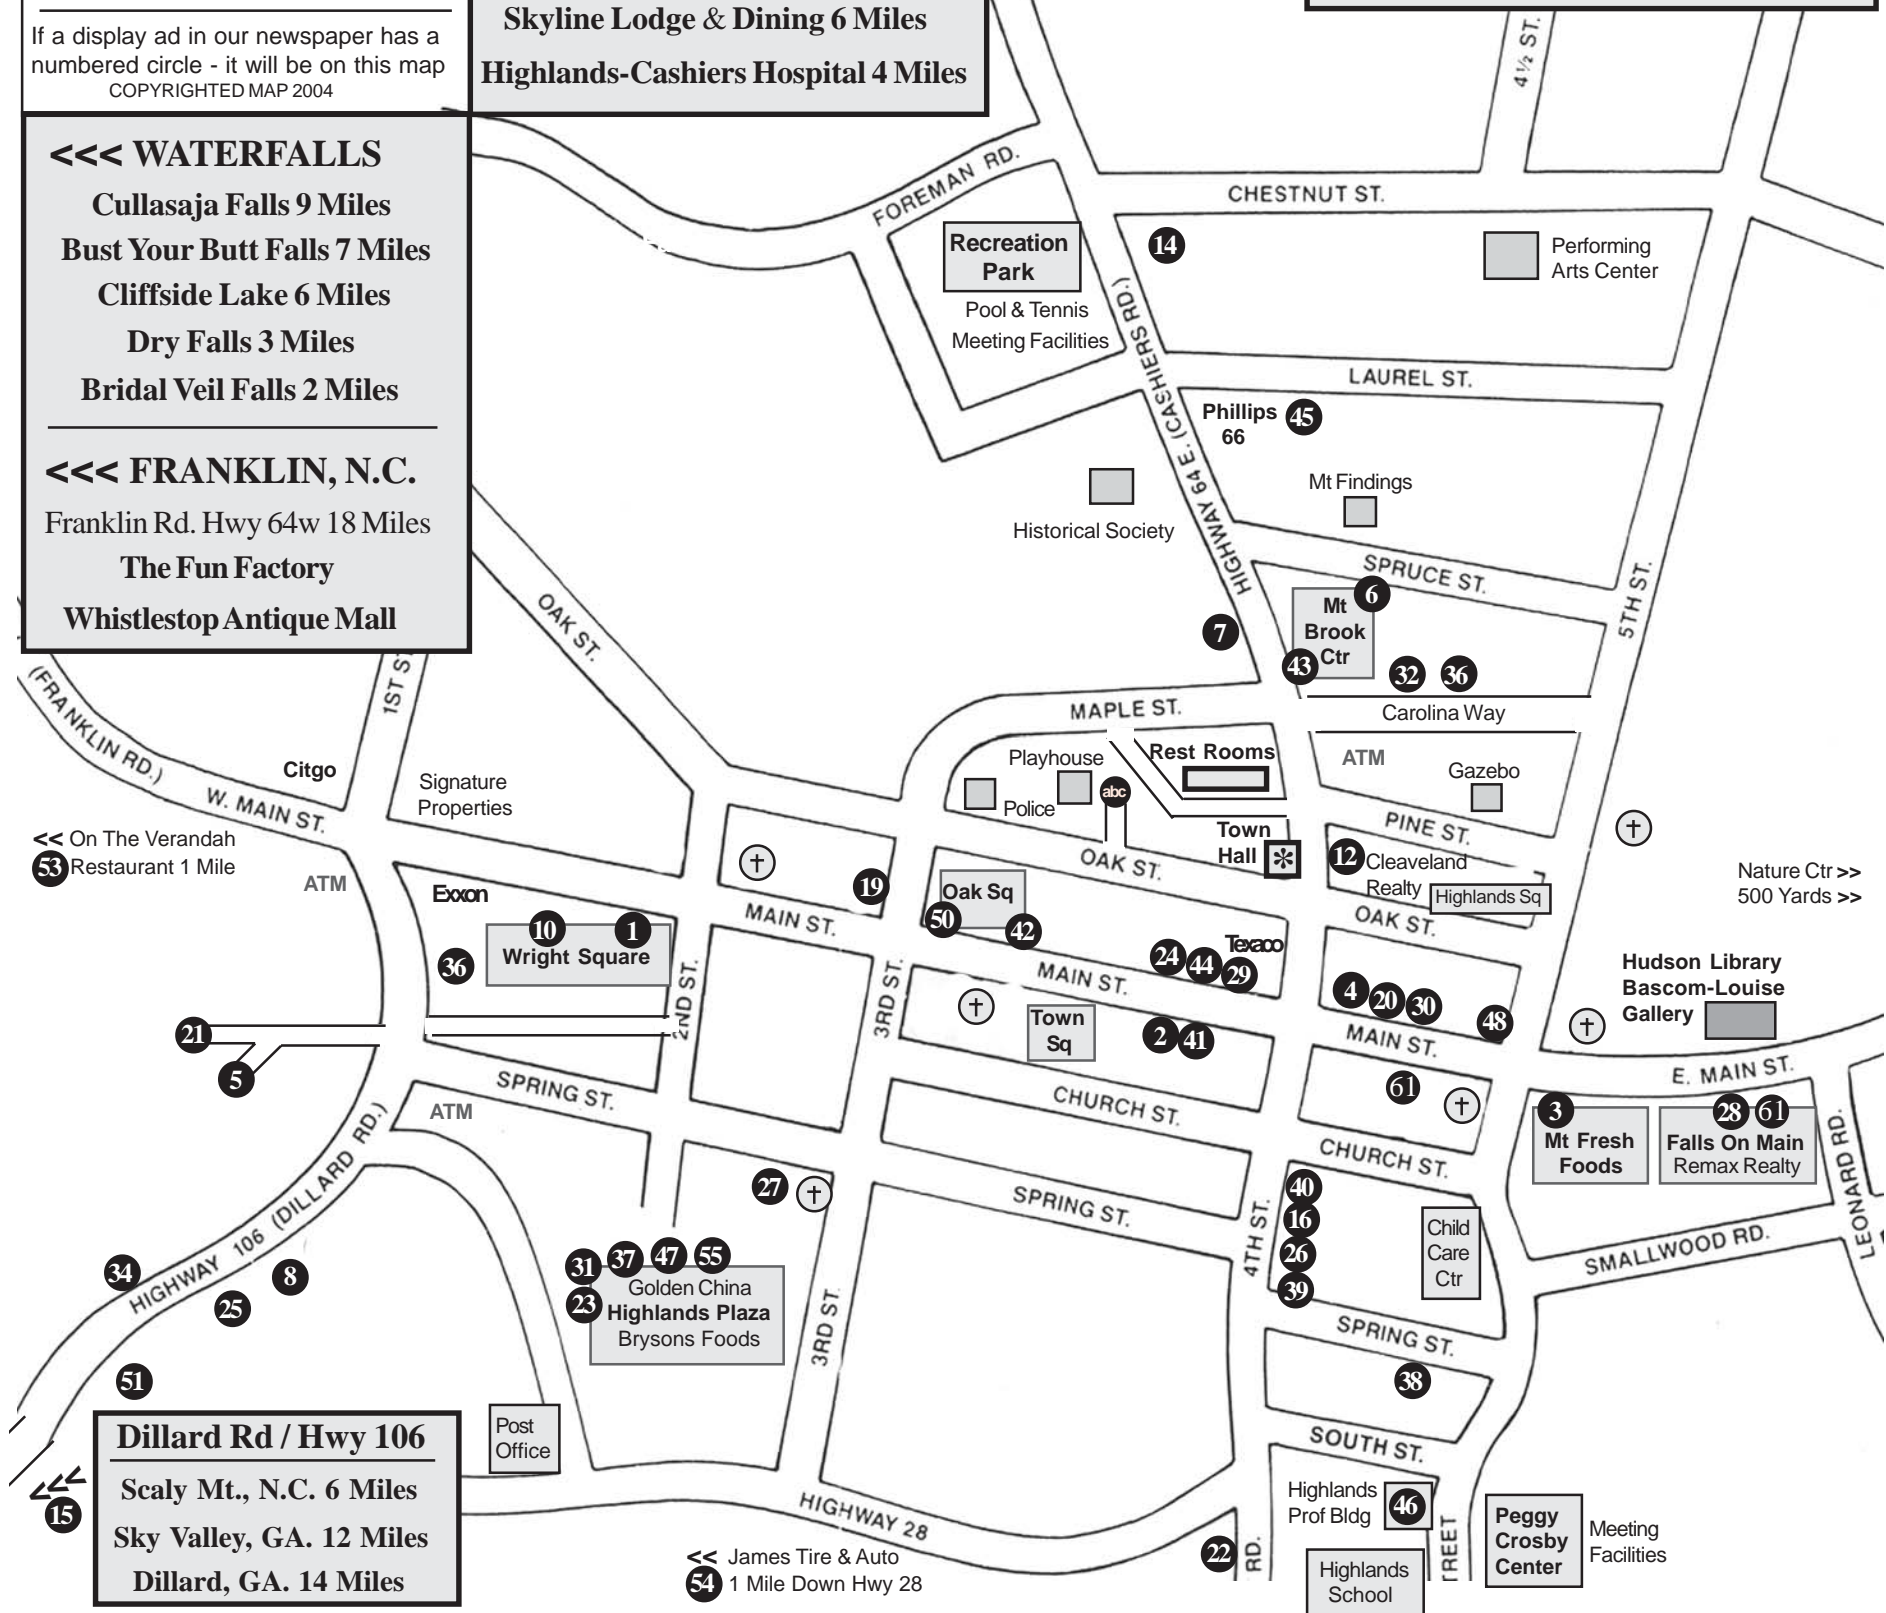 If a display ad in our newspaper has a
numbered circle - it will be on this map
COPYRIGHTED MAP 2004
Skyline Lodge & Dining 6 Miles
Highlands-Cashiers Hospital 4 Miles
<<< WATERFALLS
Cullasaja Falls 9 Miles
Bust Your Butt Falls 7 Miles
Cliffside Lake 6 Miles
Dry Falls 3 Miles
Bridal Veil Falls 2 Miles
<<< FRANKLIN, N.C.
Franklin Rd. Hwy 64w 18 Miles
The Fun Factory
Whistlestop Antique Mall
4½ ST.
FOREMAN RD.
CHESTNUT ST.
Recreation
Park
Pool & Tennis
Meeting Facilities
14
Performing
Arts Center
HIGHWAY 64 E. (CASHIERS RD.)
LAUREL ST.
Phillips
66
45
Mt Findings
Historical Society
SPRUCE ST.
5TH ST.
OAK ST.
6
Mt
Brook
Ctr
7
43
32
36
Carolina Way
MAPLE ST.
1ST ST
(FRANKLIN RD.)
W. MAIN ST.
Citgo
Signature
Properties
Playhouse
Rest Rooms
abc
Police
ATM
Gazebo
<< On The Verandah
53 Restaurant 1 Mile
ATM
Exxon
PINE ST.
Town
Hall
✻
OAK ST.
12 Cleaveland
Realty
Highlands Sq
Nature Ctr >>
500 Yards >>
✝
✝
19
MAIN ST.
Oak Sq
50
42
OAK ST.
10
1
Wright Square
36
24
44
29
Texaco
MAIN ST.
4
20
30
48
MAIN ST.
Hudson Library
Bascom-Louise
Gallery
✝
✝
Town
Sq
2
41
2ND ST.
3RD ST.
21
5
SPRING ST.
ATM
CHURCH ST.
61
✝
E. MAIN ST.
3
Mt Fresh
Foods
28
61
Falls On Main
Remax Realty
LEONARD RD.
CHURCH ST.
27
✝
SPRING ST.
4TH ST.
40
16
26
39
Child
Care
Ctr
SMALLWOOD RD.
HIGHWAY 106 (DILLARD RD.)
34
8
25
31
37
47
55
23
Golden China
Highlands Plaza
Brysons Foods
3RD ST.
SPRING ST.
38
51
15
<<<
Dillard Rd / Hwy 106
Scaly Mt., N.C. 6 Miles
Sky Valley, GA. 12 Miles
Dillard, GA. 14 Miles
Post
Office
HIGHWAY 28
<< James Tire & Auto
54 1 Mile Down Hwy 28
SOUTH ST.
Highlands
Prof Bldg
46
22
RD.
Highlands
School
TREET
Peggy
Crosby
Center
Meeting
Facilities